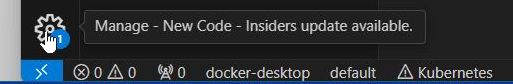 Manage - New Code - Insiders update available.
1
0 0 0 docker-desktop default Kubernetes